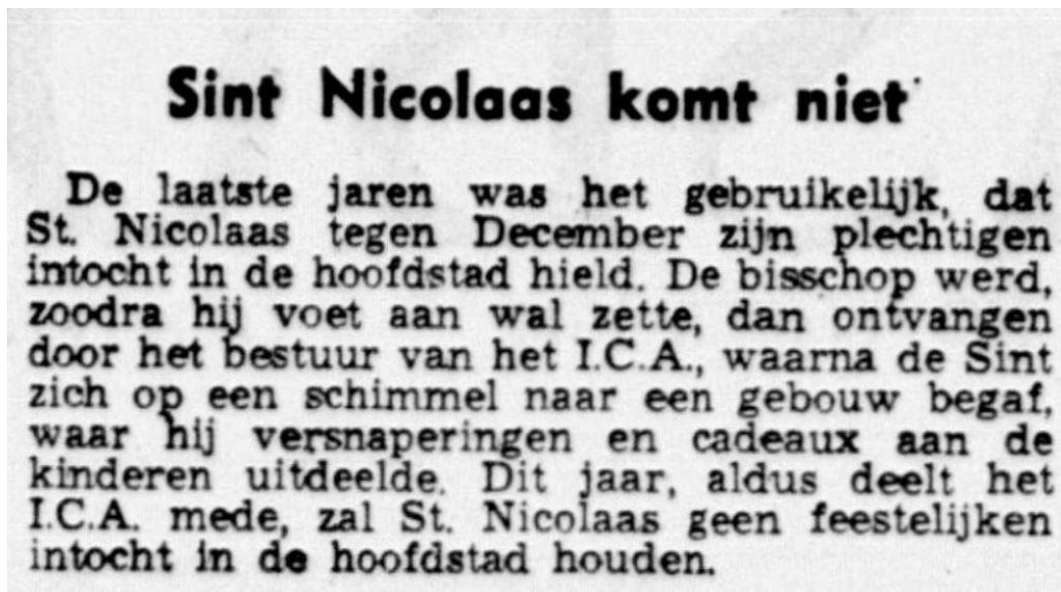 Sint Nicolaas komt niet
De laatste jaren was het gebruikelijk, dat
St. Nicolaas tegen December zijn plechtigen
intocht in de hoofdstad hield. De bisschop werd,
zoodra hij voet aan wal zette, dan ontvangen
door het bestuur van het I.C.A., waarna de Sint
zich op een schimmel naar een gebouw begaf,
waar hij versnaperingen en cadeaux aan de
kinderen uitdeelde. Dit jaar, aldus deelt het
I.C.A. mede, zal St. Nicolaas geen feestelijken
intocht in de hoofdstad houden.